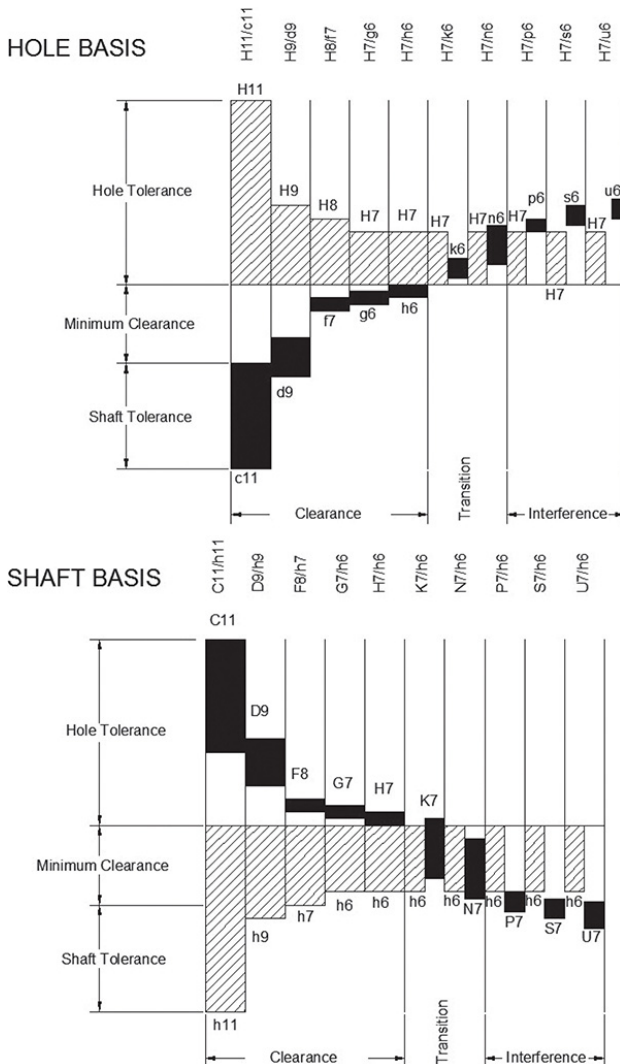 HOLE BASIS
H11/c11
H9/d9
H8/f7
H7/g6
H7/h6
H7/k6
H7/n6
H7/p6
H7/s6
H7/u6
H11
H9
H8
H7
H7
H7
k6
H7
n6
H7
p6
H7
s6
H7
u6
Hole Tolerance
Minimum Clearance
Shaft Tolerance
f7
g6
h6
d9
c11
Clearance
Transition
Interference
SHAFT BASIS
C11/h11
D9/h9
F8/h7
G7/h6
H7/h6
K7/h6
N7/h6
P7/h6
S7/h6
U7/h6
C11
D9
F8
G7
H7
K7
Hole Tolerance
Minimum Clearance
Shaft Tolerance
h11
h9
h7
h6
h6
h6
h6
N7
h6
P7
h6
S7
h6
U7
Clearance
Transition
Interference